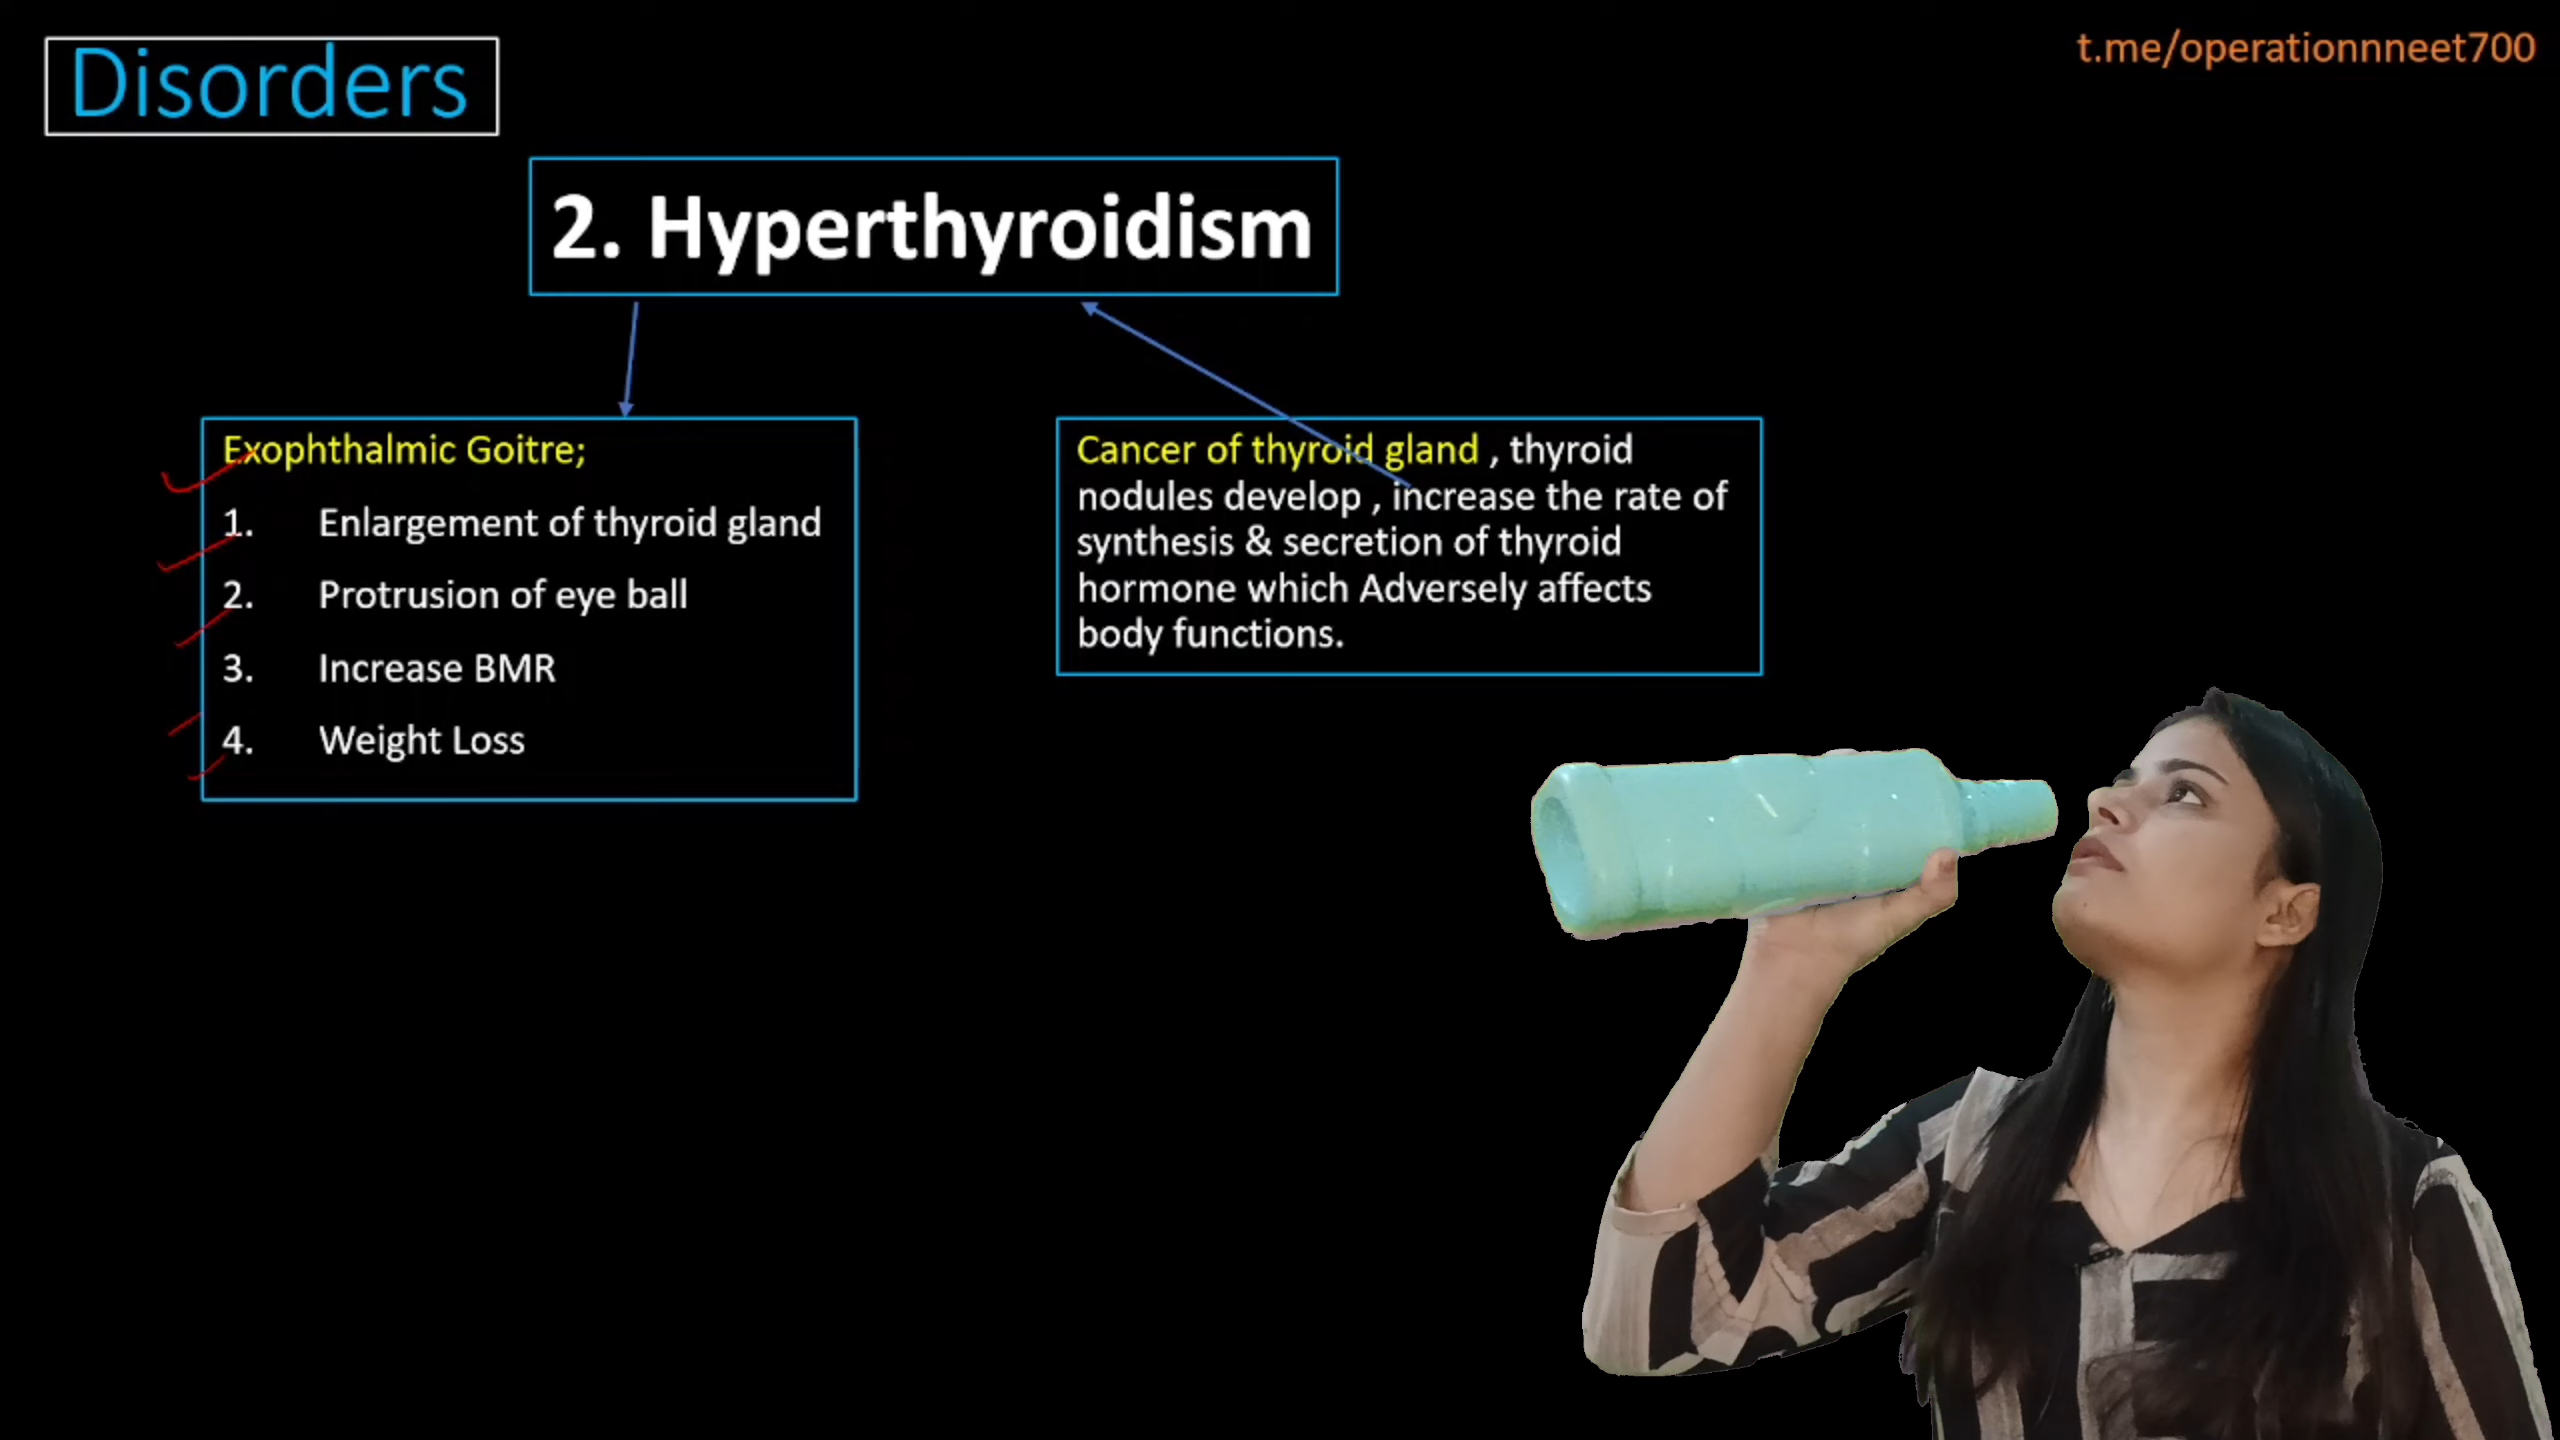 Disorders
t.me/operationnneet700
2. Hyperthyroidism
Exophthalmic Goitre;
1. Enlargement of thyroid gland
2. Protrusion of eye ball
3. Increase BMR
4. Weight Loss
Cancer of thyroid gland , thyroid
nodules develop , increase the rate of
synthesis & secretion of thyroid
hormone which Adversely affects
body functions.